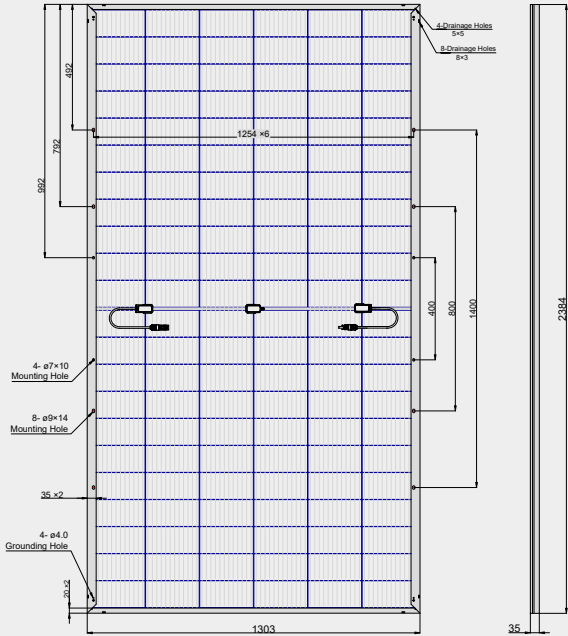 4-Drainage Holes
5×5
8-Drainage Holes
8×3
492
792
992
1254 ×6
400
800
1400
2384
4- ø7×10
Mounting Hole
8- ø9×14
Mounting Hole
35 ×2
4- ø4.0
Grounding Hole
20 ×2
1303
35